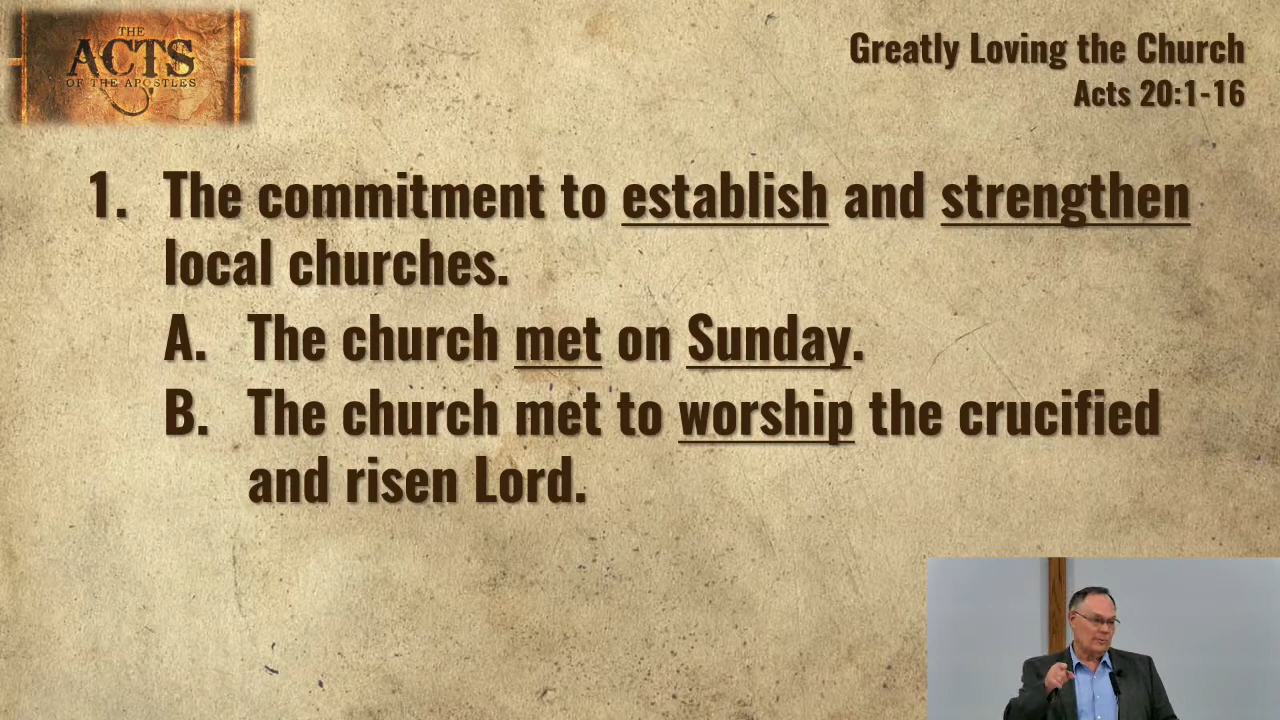 THE
ACTS
OF THE APOSTLES
Greatly Loving the Church
Acts 20:1-16
1. The commitment to establish and strengthen
local churches.
A. The church met on Sunday.
B. The church met to worship the crucified
and risen Lord.